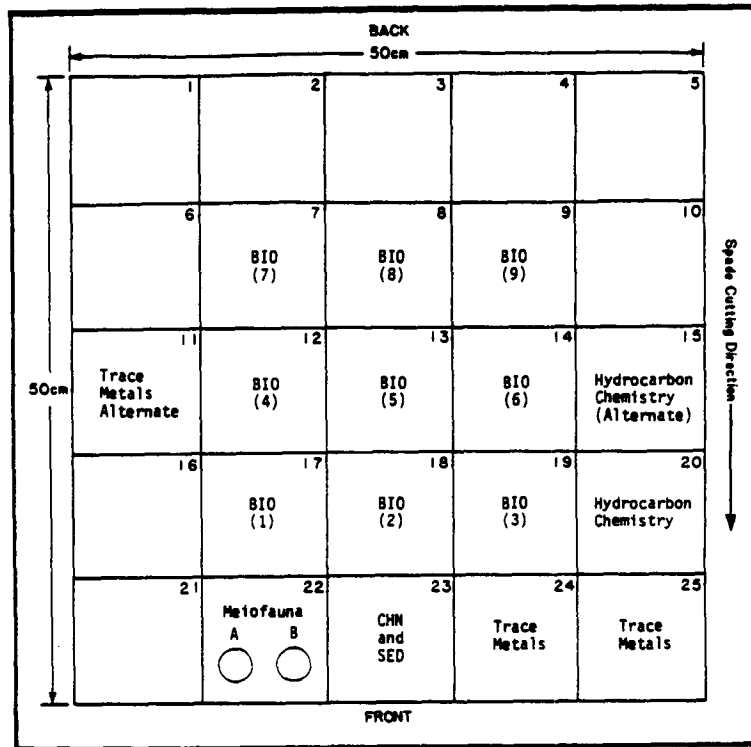 BACK
50cm
1 2 3 4 5
6 7 8 9 10
BIO BIO BIO
(7) (8) (9)
11 12 13 14 15
50cm
Trace
Metals
Alternate
BIO
(4)
BIO
(5)
BIO
(6)
Hydrocarbon
Chemistry
(Alternate)
16 17 18 19 20
BIO
(1)
BIO
(2)
BIO
(3)
Hydrocarbon
Chemistry
21 22 23 24 25
Meiofauna
A B
CHN
and
SED
Trace
Metals
Trace
Metals
FRONT
Spade Cutting Direction